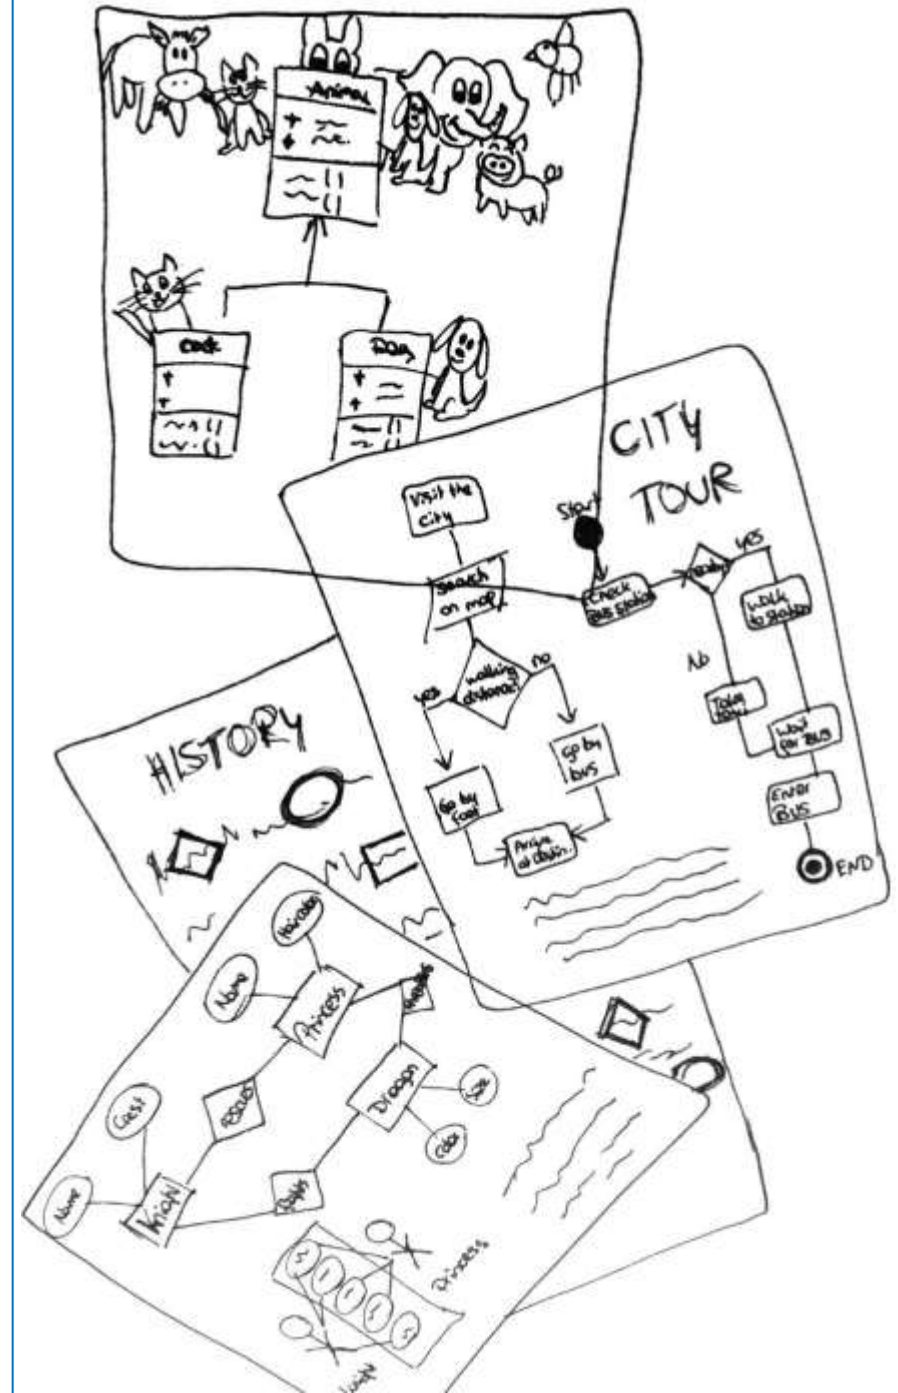 Animal
Dog
CITY
TOUR
Visit the
City
Search
on map
walking
distance?
yes
no
Go by
Foot
Go by
bus
Arrive
at Destin.
Start
Check
Bus Station
yes
No
Walk
to Station
Wait
for BUS
Enter
BUS
END
HISTORY
Haircolor
Name
Princess
rescues
Dragon
Size
Color
Crest
Name
Knight
fights
Princess
Knight